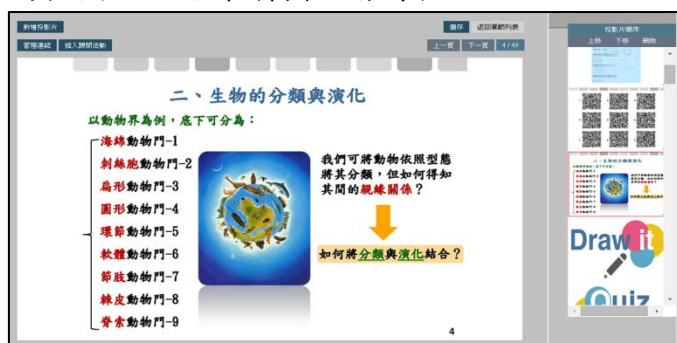 新增投影片
儲存 返回單節列表
管理連結 插入課間活動
上一頁 下一頁 4 / 49
投影片順序
上移 下移 刪除
二、生物的分類與演化
以動物界為例，底下可分為：
海綿動物門-1
刺絲胞動物門-2
扁形動物門-3
圓形動物門-4
環節動物門-5
軟體動物門-6
節肢動物門-7
棘皮動物門-8
脊索動物門-9
我們可將動物依照型態
將其分類，但如何得知
其間的親緣關係？
如何將分類與演化結合？
4
Draw it
Quiz